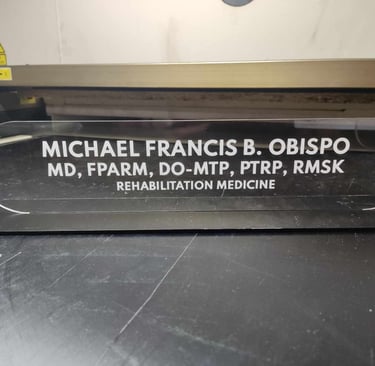 MICHAEL FRANCIS B. OBISPO
MD, FPARM, DO-MTP, PTRP, RMSK
REHABILITATION MEDICINE